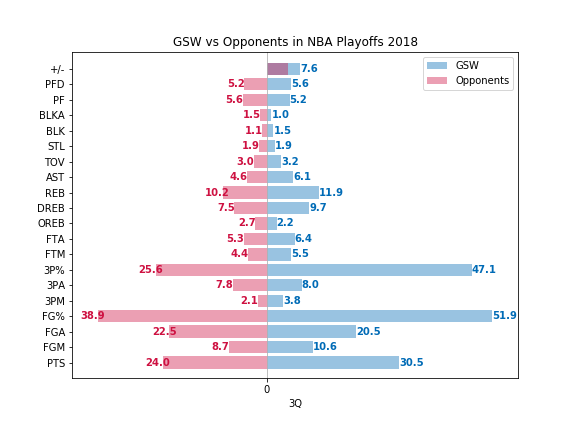 GSW vs Opponents in NBA Playoffs 2018
GSW
Opponents
+/- 7.6
PFD 5.2 5.6
PF 5.6 5.2
BLKA 1.5 1.0
BLK 1.1 1.5
STL 1.9 1.9
TOV 3.0 3.2
AST 4.6 6.1
REB 10.2 11.9
DREB 7.5 9.7
OREB 2.7 2.2
FTA 5.3 6.4
FTM 4.4 5.5
3P% 25.6 47.1
3PA 7.8 8.0
3PM 2.1 3.8
FG% 38.9 51.9
FGA 22.5 20.5
FGM 8.7 10.6
PTS 24.0 30.5
0
3Q